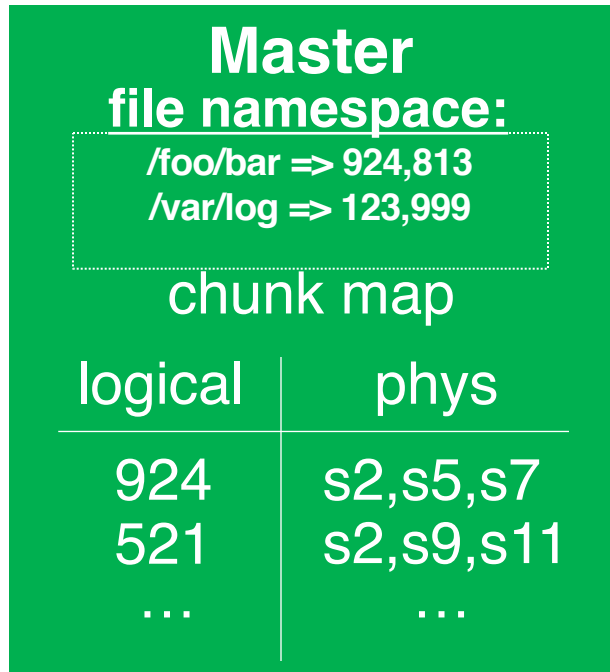 Master
file namespace:
/foo/bar => 924,813
/var/log => 123,999
chunk map
logical phys
924 s2,s5,s7
521 s2,s9,s11
… …